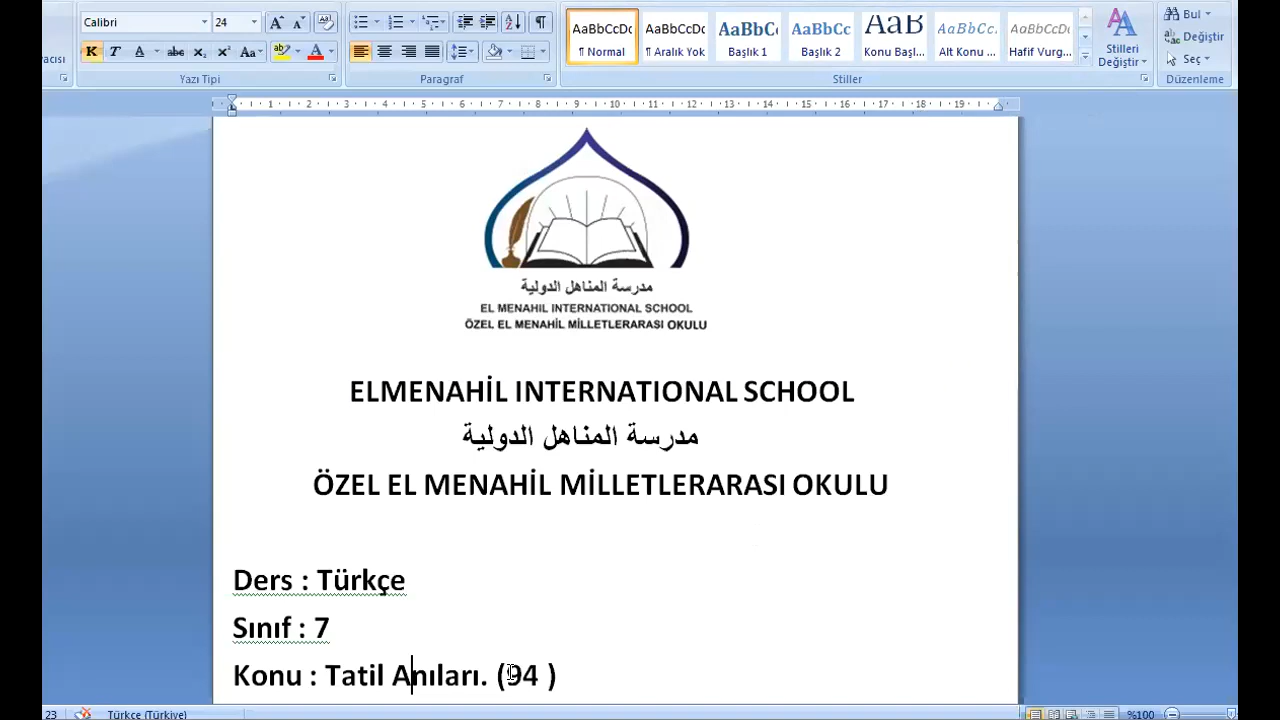 Calibri 24
Bul
¶ Normal
¶ Aralık Yok
Başlık 1
Başlık 2
Konu Başl...
Alt Konu ...
Hafif Vurg...
Stilleri
Değiştir
Değiştir
Seç
Yazı Tipi
Paragraf
Stiller
Düzenleme
مدرسة المناهل الدولية
EL MENAHIL INTERNATIONAL SCHOOL
ÖZEL EL MENAHİL MİLLETLERARASI OKULU
ELMENAHİL INTERNATIONAL SCHOOL
مدرسة المناهل الدولية
ÖZEL EL MENAHİL MİLLETLERARASI OKULU
Ders : Türkçe
Sınıf : 7
Konu : Tatil Anıları. (94 )
23 Türkçe (Türkiye) %100